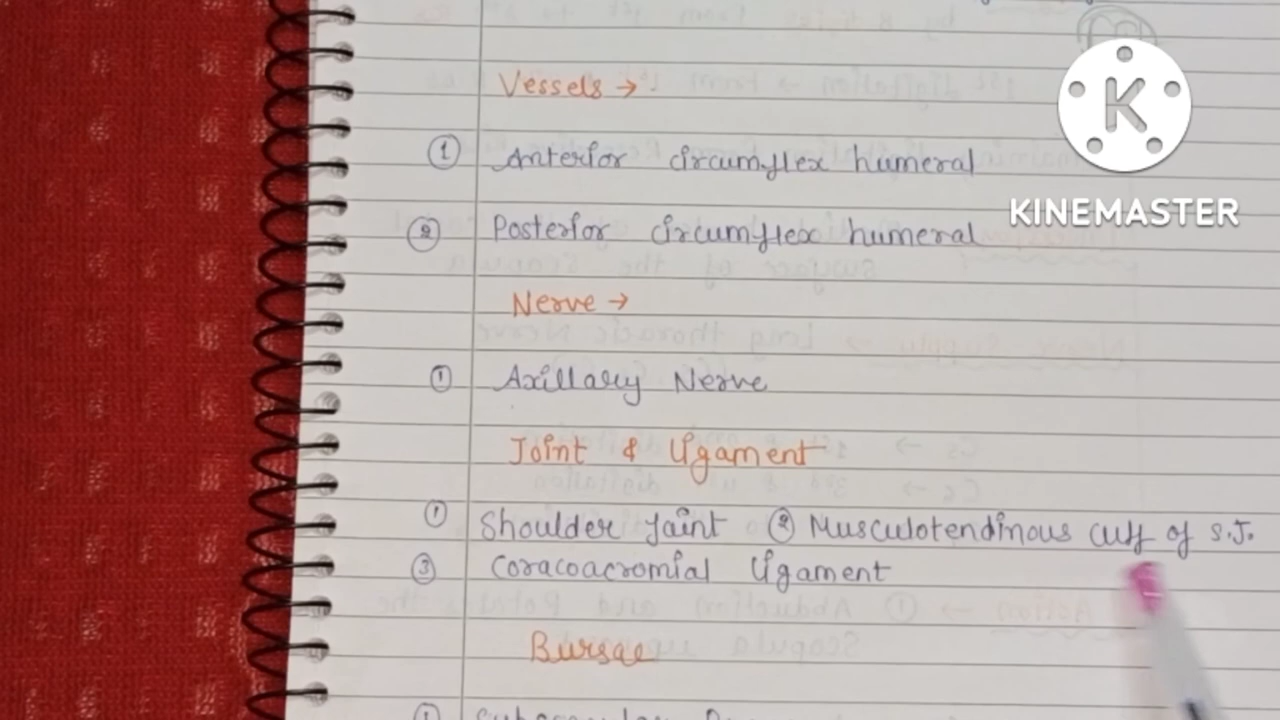 Vessels →
① Anterior circumflex humeral
② Posterior circumflex humeral
Nerve →
① Axillary Nerve
Joint & ligament
① Shoulder Joint ② Musculotendinous cuff of S.J.
③ Coracoacromial ligament
Bursae
①
KINEMASTER